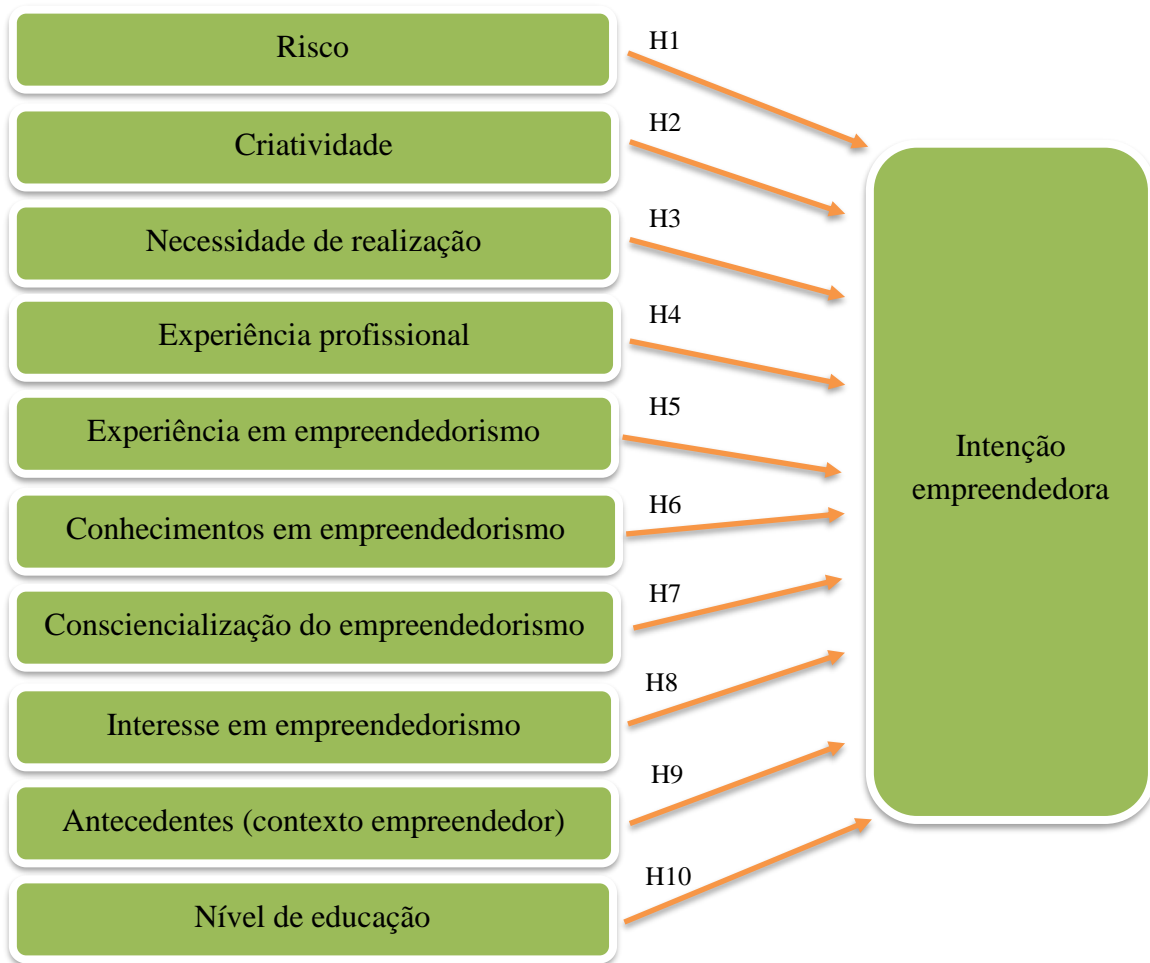 Risco
H1
Criatividade
H2
Necessidade de realização
H3
Experiência profissional
H4
Experiência em empreendedorismo
H5
Conhecimentos em empreendedorismo
H6
Consciencialização do empreendedorismo
H7
Interesse em empreendedorismo
H8
Antecedentes (contexto empreendedor)
H9
Nível de educação
H10
Intenção
empreendedora